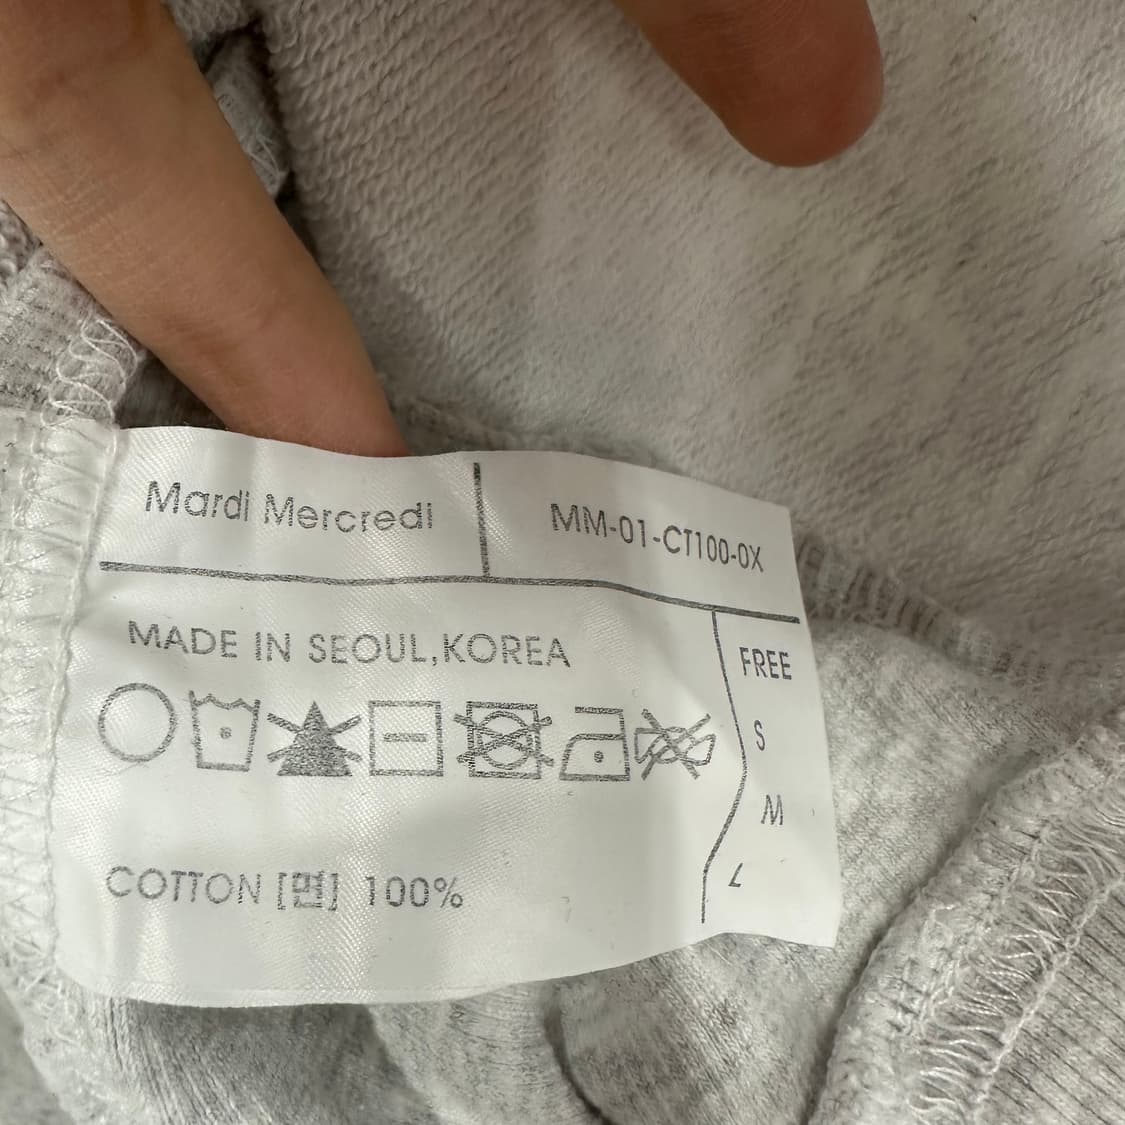 Mardi Mercredi
MM-01-CT100-0X
MADE IN SEOUL,KOREA
FREE
S
M
L
COTTON [면] 100%